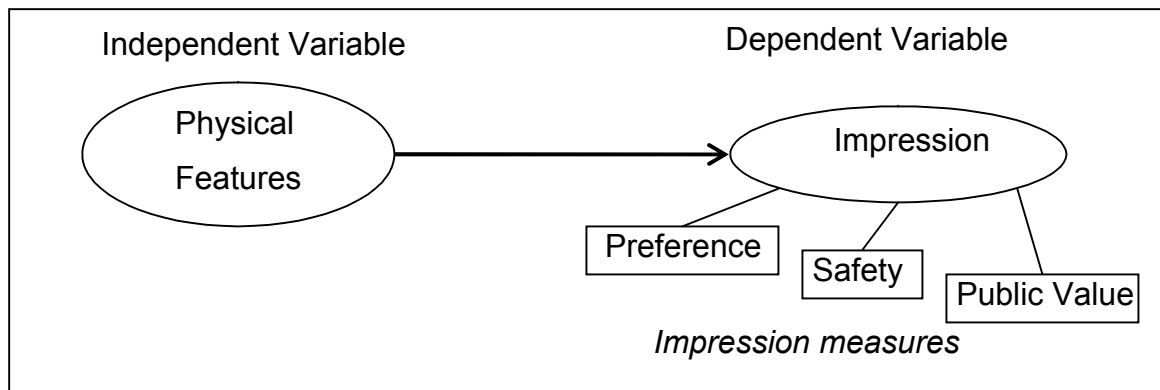 Independent Variable
Dependent Variable
Physical
Features
Impression
Preference
Safety
Public Value
Impression measures